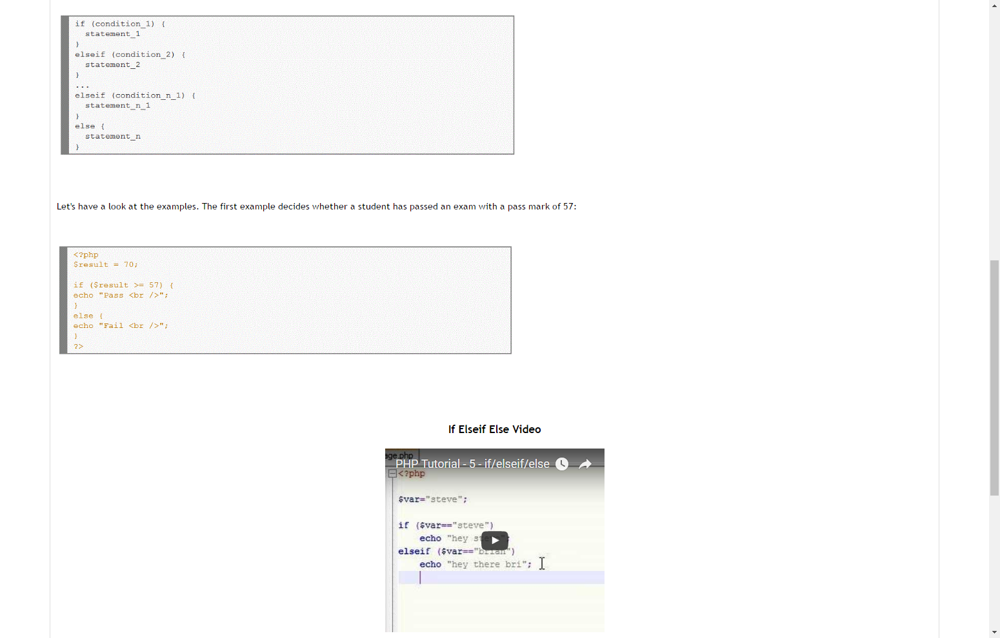 if (condition_1) {
statement_1
}
elseif (condition_2) {
statement_2
}
...
elseif (condition_n_1) {
statement_n_1
}
else {
statement_n
}
Let's have a look at the examples. The first example decides whether a student has passed an exam with a pass mark of 57:
<?php
$result = 70;
if ($result >= 57) {
echo "Pass <br />";
}
else {
echo "Fail <br />";
}
?>
If Elseif Else Video
age.php
PHP Tutorial - 5 - if/elseif/else
<?php
$var="steve";
if ($var=="steve")
echo "hey
elseif ($var=="brian")
echo "hey there bri";